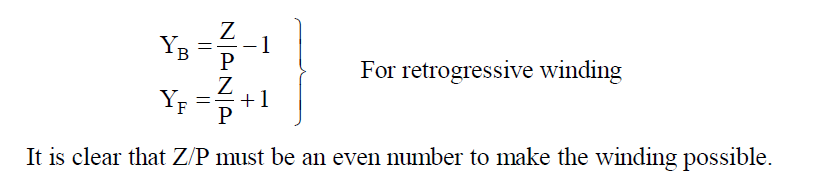 Y_B = Z/P − 1
Y_F = Z/P + 1
For retrogressive winding
It is clear that Z/P must be an even number to make the winding possible.